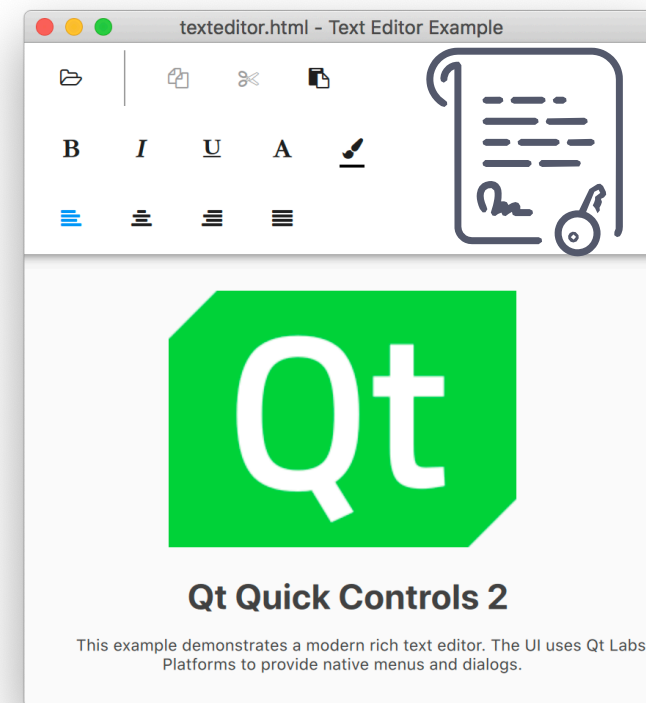 texteditor.html - Text Editor Example
B I U A
Qt
Qt Quick Controls 2
This example demonstrates a modern rich text editor. The UI uses Qt Labs
Platforms to provide native menus and dialogs.